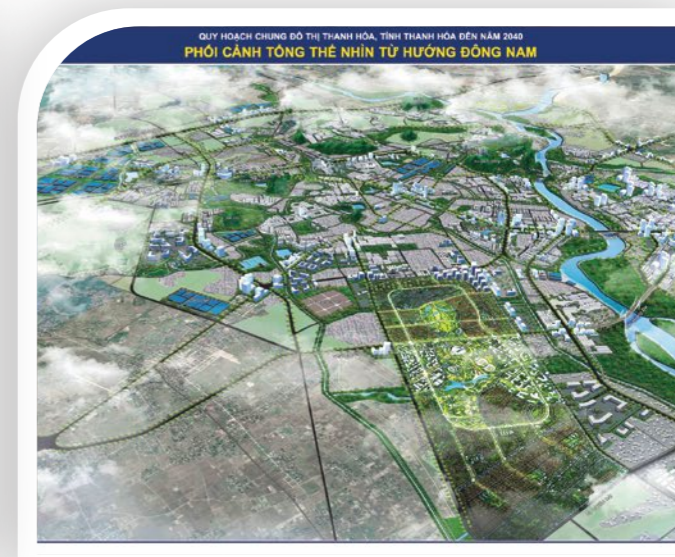 QUY HOẠCH CHUNG ĐÔ THỊ THANH HÓA, TỈNH THANH HÓA ĐẾN NĂM 2040
PHỐI CẢNH TỔNG THỂ NHÌN TỪ HƯỚNG ĐÔNG NAM